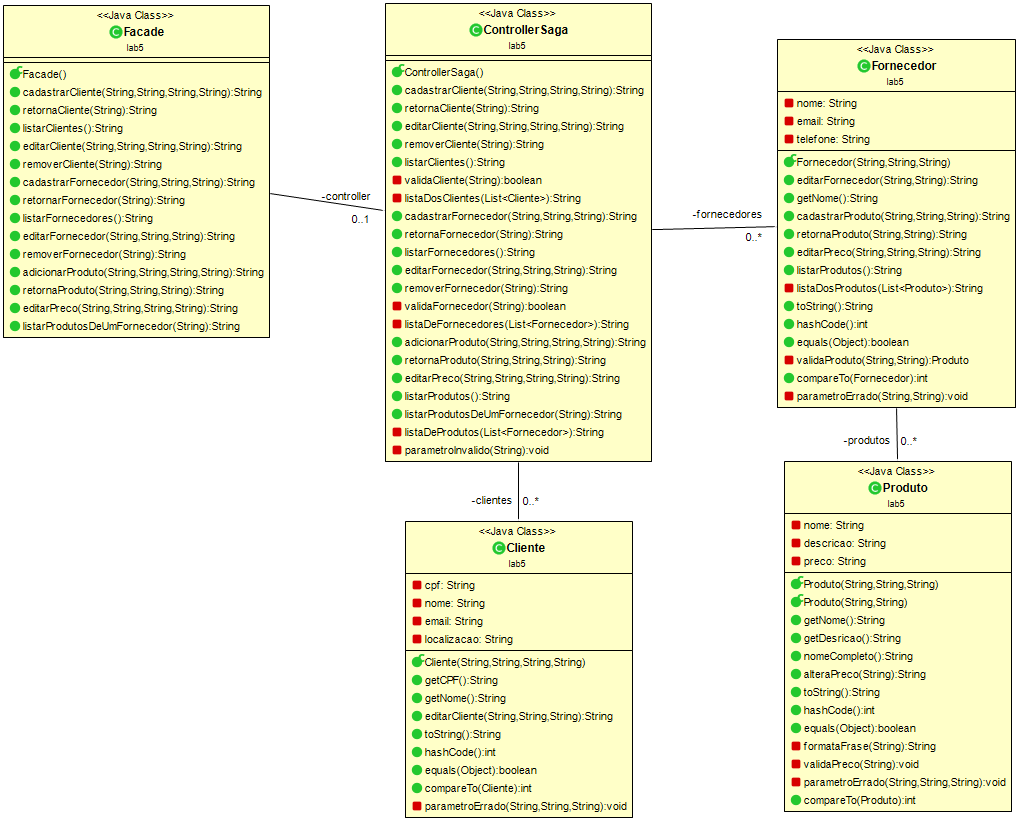 <<Java Class>>
Facade
lab5
Facade()
cadastrarCliente(String,String,String,String):String
retornaCliente(String):String
listarClientes():String
editarCliente(String,String,String,String):String
removerCliente(String):String
cadastrarFornecedor(String,String,String):String
retornarFornecedor(String):String
listarFornecedores():String
editarFornecedor(String,String,String):String
removerFornecedor(String):String
adicionarProduto(String,String,String,String):String
retornaProduto(String,String,String):String
editarPreco(String,String,String,String):String
listarProdutosDeUmFornecedor(String):String
-controller
0..1
<<Java Class>>
ControllerSaga
lab5
ControllerSaga()
cadastrarCliente(String,String,String,String):String
retornaCliente(String):String
editarCliente(String,String,String,String):String
removerCliente(String):String
listarClientes():String
validaCliente(String):boolean
listaDosClientes(List<Cliente>):String
cadastrarFornecedor(String,String,String):String
retornaFornecedor(String):String
listarFornecedores():String
editarFornecedor(String,String,String):String
removerFornecedor(String):String
validaFornecedor(String):boolean
listaDeFornecedores(List<Fornecedor>):String
adicionarProduto(String,String,String,String):String
retornaProduto(String,String,String):String
editarPreco(String,String,String,String):String
listarProdutos():String
listarProdutosDeUmFornecedor(String):String
listaDeProdutos(List<Fornecedor>):String
parametroInvalido(String):void
-fornecedores
0..*
<<Java Class>>
Fornecedor
lab5
nome: String
email: String
telefone: String
Fornecedor(String,String,String)
editarFornecedor(String,String):String
getNome():String
cadastrarProduto(String,String,String):String
retornaProduto(String,String):String
editarPreco(String,String,String):String
listarProdutos():String
listaDosProdutos(List<Produto>):String
toString():String
hashCode():int
equals(Object):boolean
validaProduto(String,String):Produto
compareTo(Fornecedor):int
parametroErrado(String,String):void
-clientes
0..*
<<Java Class>>
Cliente
lab5
cpf: String
nome: String
email: String
localizacao: String
Cliente(String,String,String,String)
getCPF():String
getNome():String
editarCliente(String,String,String):String
toString():String
hashCode():int
equals(Object):boolean
compareTo(Cliente):int
parametroErrado(String,String,String):void
-produtos
0..*
<<Java Class>>
Produto
lab5
nome: String
descricao: String
preco: String
Produto(String,String,String)
Produto(String,String)
getNome():String
getDesricao():String
nomeCompleto():String
alteraPreco(String):String
toString():String
hashCode():int
equals(Object):boolean
formataFrase(String):String
validaPreco(String):void
parametroErrado(String,String,String):void
compareTo(Produto):int